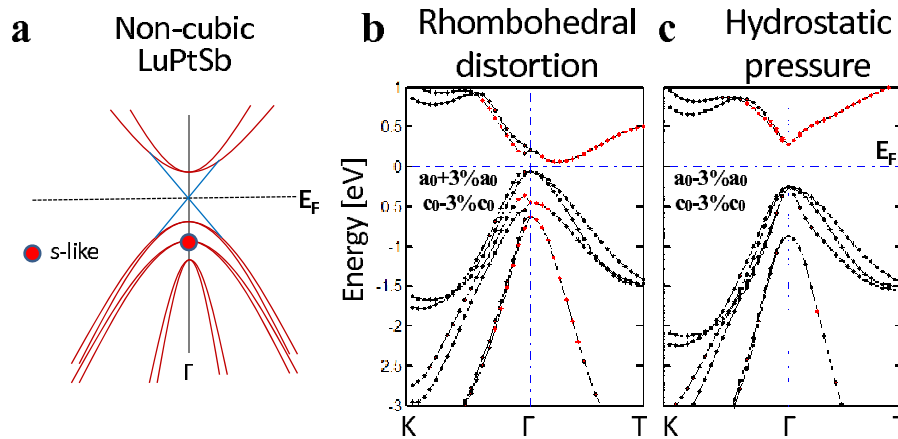 a
Non-cubic
LuPtSb
E_F
s-like
Γ
b
Rhombohedral
distortion
Energy [eV]
1
0.5
0
0.5
-1
-1.5
-2
2.5
-3
a₀+3%a₀
c₀-3%c₀
K
Γ
T
c
Hydrostatic
pressure
E_F
a₀-3%a₀
c₀-3%c₀
K
Γ
T